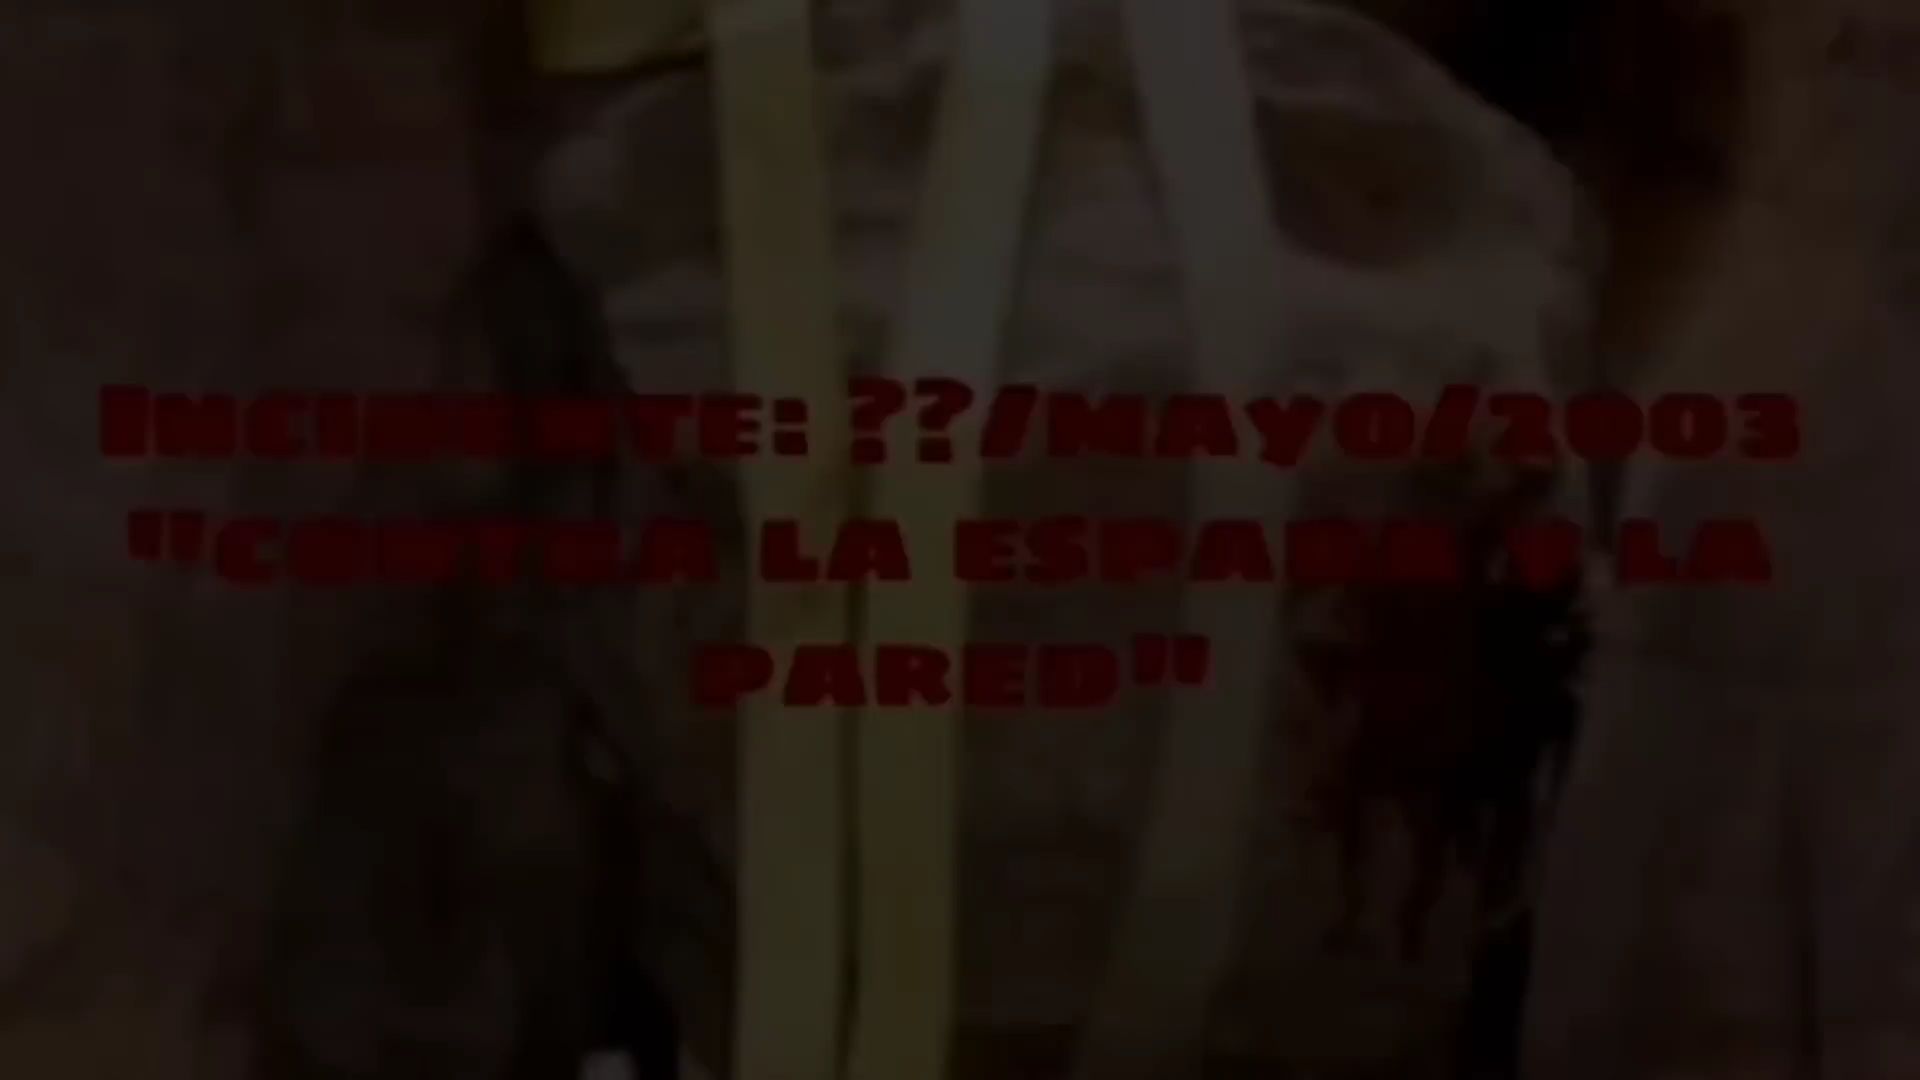 Incidente: ??/mayo/2003
"contra la espada y la
pared"